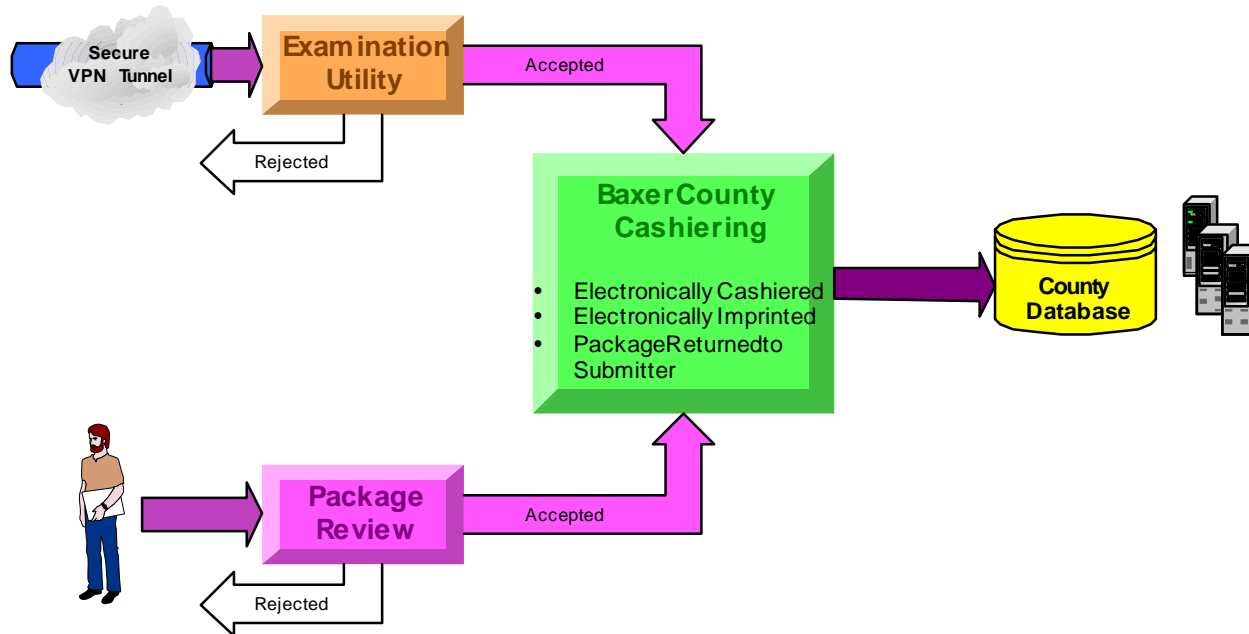 Secure
VPN Tunnel
Examination
Utility
Accepted
Rejected
BaxerCounty
Cashiering
• Electronically Cashiered
• Electronically Imprinted
• PackageReturnedto
Submitter
County
Database
Package
Review
Accepted
Rejected